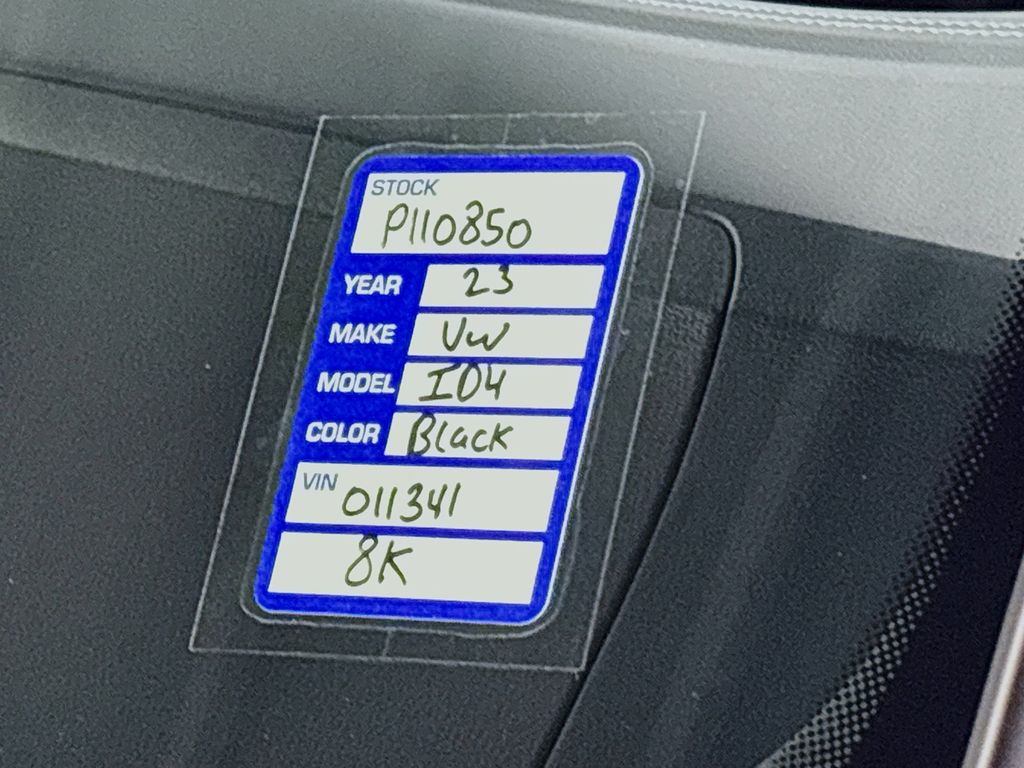 STOCK
P110850
YEAR 23
MAKE VW
MODEL ID4
COLOR Black
VIN 011341
8K